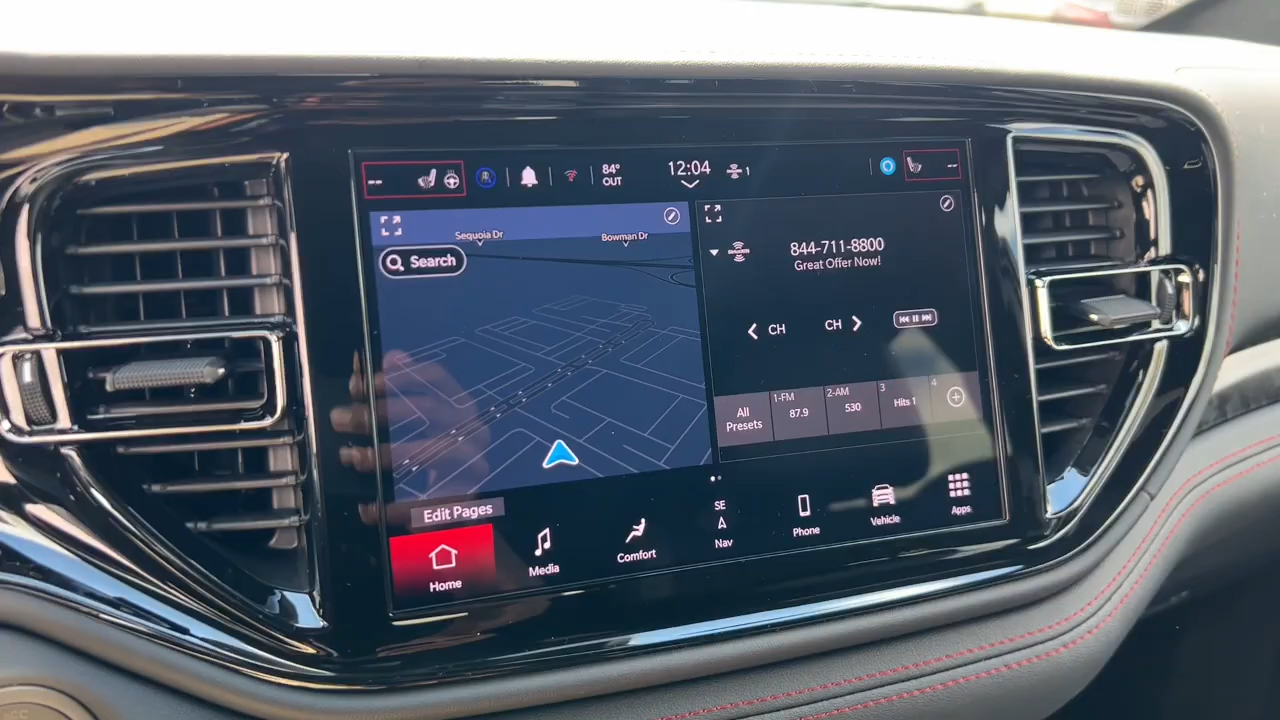 84°
OUT
12:04
1
Sequoia Dr
Bowman Dr
Search
844-711-8800
Great Offer Now!
CH
CH
All
Presets
1-FM
87.9
2-AM
530
3
Hits 1
4
Edit Pages
Home
Media
Comfort
SE
Nav
Phone
Vehicle
Apps